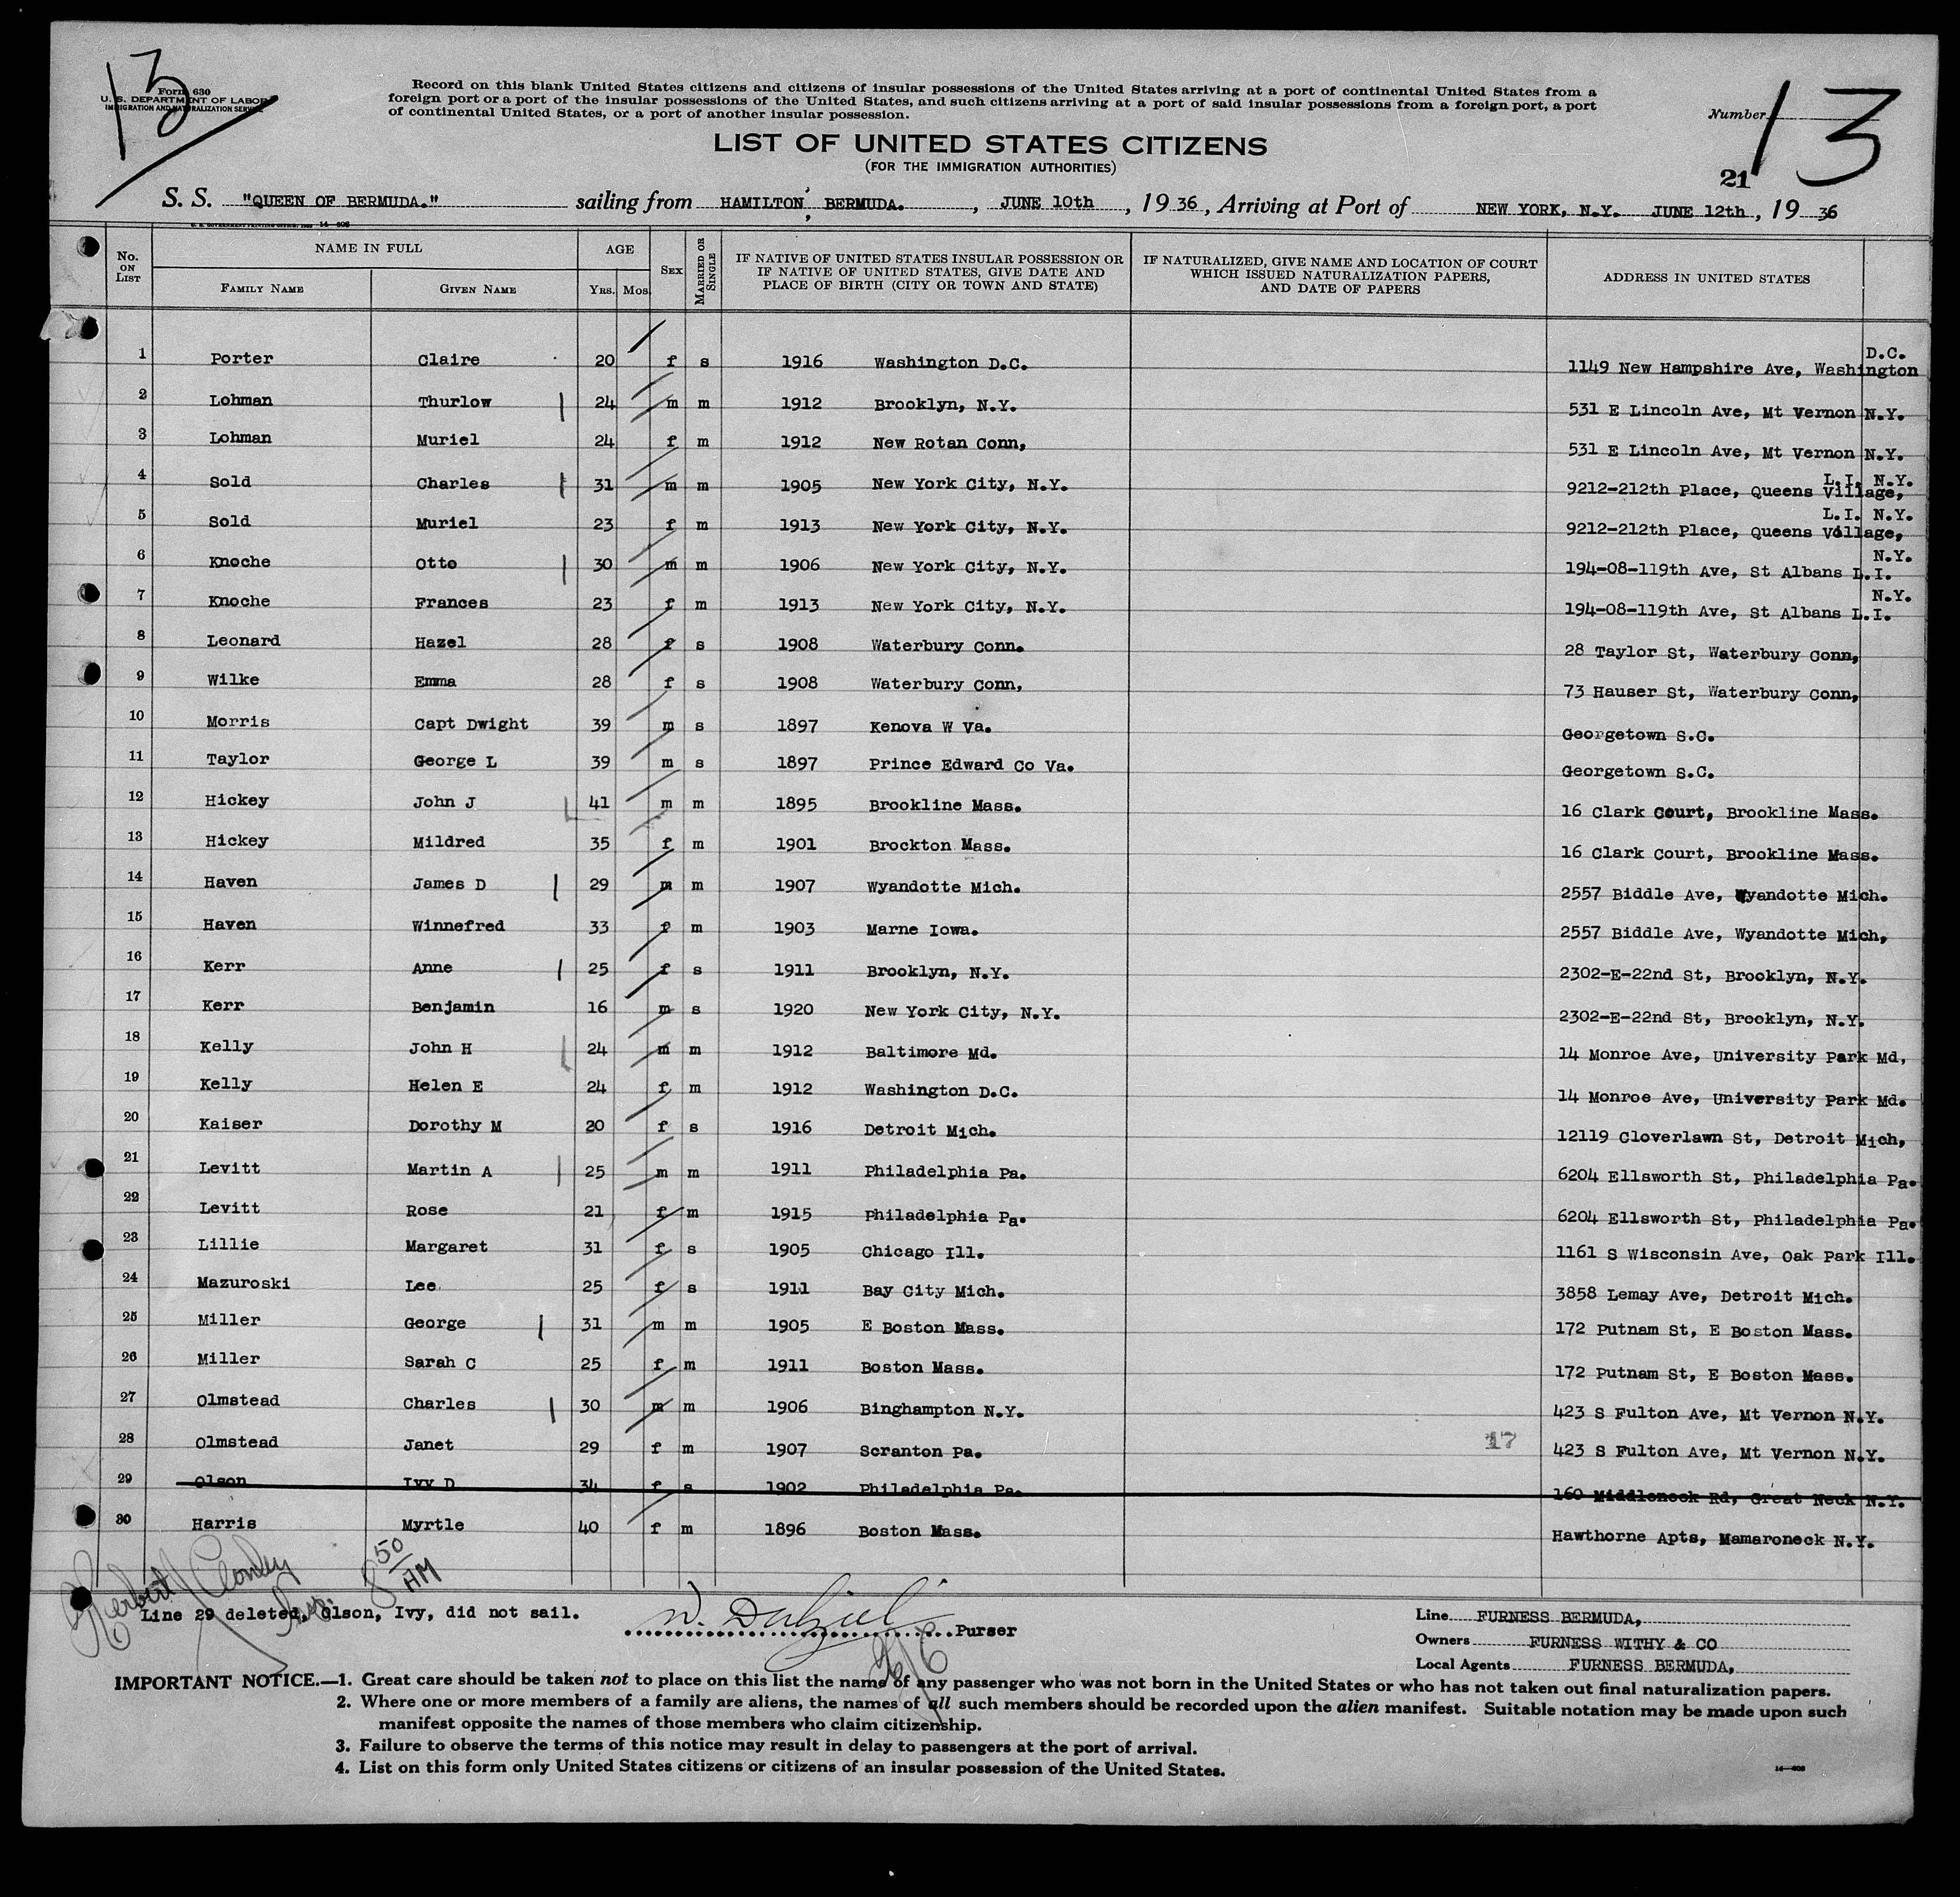 13
Form 630
U. S. DEPARTMENT OF LABOR
IMMIGRATION AND NATURALIZATION SERVICE
Record on this blank United States citizens and citizens of insular possessions of the United States arriving at a port of continental United States from a
foreign port or a port of the insular possessions of the United States, and such citizens arriving at a port of said insular possessions from a foreign port, a port
of continental United States, or a port of another insular possession.
Number 13
LIST OF UNITED STATES CITIZENS
(FOR THE IMMIGRATION AUTHORITIES)
21
S. S. "QUEEN OF BERMUDA." sailing from HAMILTON, BERMUDA. , JUNE 10th , 19 36 , Arriving at Port of NEW YORK, N.Y. JUNE 12th , 19 36
No. ON LIST NAME IN FULL FAMILY NAME GIVEN NAME AGE YRS. MOS. SEX MARRIED OR SINGLE IF NATIVE OF UNITED STATES INSULAR POSSESSION OR IF NATIVE OF UNITED STATES, GIVE DATE AND PLACE OF BIRTH (CITY OR TOWN AND STATE) IF NATURALIZED, GIVE NAME AND LOCATION OF COURT WHICH ISSUED NATURALIZATION PAPERS, AND DATE OF PAPERS ADDRESS IN UNITED STATES
1 Porter Claire 20 f s 1916 Washington D.C. 1149 New Hampshire Ave, Washington D.C.
2 Lohman Thurlow 24 m m 1912 Brooklyn, N.Y. 531 E Lincoln Ave, Mt Vernon N.Y.
3 Lohman Muriel 24 f m 1912 New Rotan Conn, 531 E Lincoln Ave, Mt Vernon N.Y.
4 Sold Charles 31 m m 1905 New York City, N.Y. 9212-212th Place, Queens Village, L.I. N.Y.
5 Sold Muriel 23 f m 1913 New York City, N.Y. 9212-212th Place, Queens Village, L.I. N.Y.
6 Knoche Otto 30 m m 1906 New York City, N.Y. 194-08-119th Ave, St Albans L.I. N.Y.
7 Knoche Frances 23 f m 1913 New York City, N.Y. 194-08-119th Ave, St Albans L.I. N.Y.
8 Leonard Hazel 28 f s 1908 Waterbury Conn. 28 Taylor St, Waterbury Conn,
9 Wilke Emma 28 f s 1908 Waterbury Conn, 73 Hauser St, Waterbury Conn,
10 Morris Capt Dwight 39 m s 1897 Kenova W Va. Georgetown S.C.
11 Taylor George L 39 m s 1897 Prince Edward Co Va. Georgetown S.C.
12 Hickey John J 41 m m 1895 Brookline Mass. 16 Clark Court, Brookline Mass.
13 Hickey Mildred 35 f m 1901 Brockton Mass. 16 Clark Court, Brookline Mass.
14 Haven James D 29 m m 1907 Wyandotte Mich. 2557 Biddle Ave, Wyandotte Mich.
15 Haven Winnefred 33 f m 1903 Marne Iowa. 2557 Biddle Ave, Wyandotte Mich,
16 Kerr Anne 25 f s 1911 Brooklyn, N.Y. 2302-E-22nd St, Brooklyn, N.Y.
17 Kerr Benjamin 16 m s 1920 New York City, N.Y. 2302-E-22nd St, Brooklyn, N.Y.
18 Kelly John H 24 m m 1912 Baltimore Md. 14 Monroe Ave, University Park Md,
19 Kelly Helen E 24 f m 1912 Washington D.C. 14 Monroe Ave, University Park Md.
20 Kaiser Dorothy M 20 f s 1916 Detroit Mich. 12119 Cloverlawn St, Detroit Mich,
21 Levitt Martin A 25 m m 1911 Philadelphia Pa. 6204 Ellsworth St, Philadelphia Pa.
22 Levitt Rose 21 f m 1915 Philadelphia Pa. 6204 Ellsworth St, Philadelphia Pa.
23 Lillie Margaret 31 f s 1905 Chicago Ill. 1161 S Wisconsin Ave, Oak Park Ill.
24 Mazuroski Lee 25 f s 1911 Bay City Mich. 3858 Lemay Ave, Detroit Mich.
25 Miller George 31 m m 1905 E Boston Mass. 172 Putnam St, E Boston Mass.
26 Miller Sarah C 25 f m 1911 Boston Mass. 172 Putnam St, E Boston Mass.
27 Olmstead Charles 30 m m 1906 Binghampton N.Y. 423 S Fulton Ave, Mt Vernon N.Y.
28 Olmstead Janet 29 f m 1907 Scranton Pa. 17 423 S Fulton Ave, Mt Vernon N.Y.
29 Olson Ivy D 34 f s 1902 Philadelphia Pa. 160 Middleneck Rd, Great Neck N.Y.
30 Harris Myrtle 40 f m 1896 Boston Mass. Hawthorne Apts, Mamaroneck N.Y.
Herbert
8 50 AM
Line 29 deleted, Olson, Ivy, did not sail.
Purser
Line FURNESS BERMUDA,
Owners FURNESS WITHY & CO
Local Agents FURNESS BERMUDA,
IMPORTANT NOTICE.—1. Great care should be taken not to place on this list the name of any passenger who was not born in the United States or who has not taken out final naturalization papers.
2. Where one or more members of a family are aliens, the names of all such members should be recorded upon the alien manifest. Suitable notation may be made upon such
manifest opposite the names of those members who claim citizenship.
3. Failure to observe the terms of this notice may result in delay to passengers at the port of arrival.
4. List on this form only United States citizens or citizens of an insular possession of the United States.